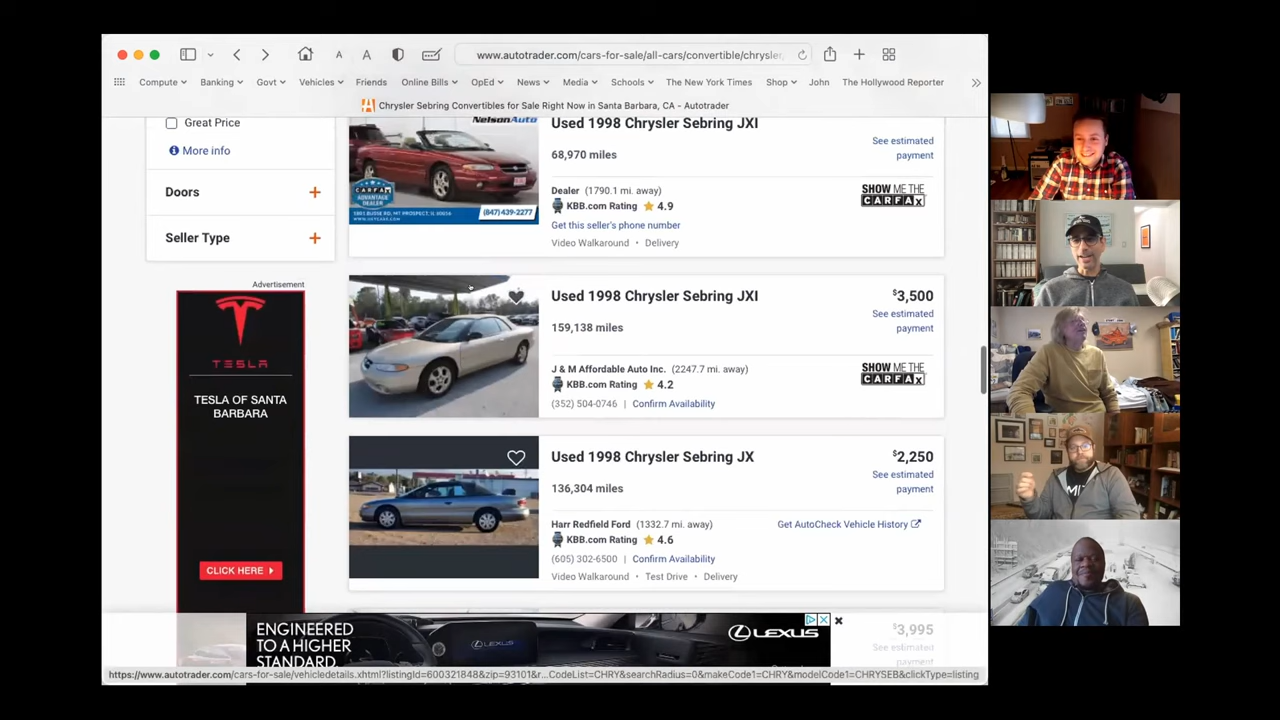 www.autotrader.com/cars-for-sale/all-cars/convertible/chrysler,
Compute Banking Govt Vehicles Friends Online Bills OpEd News Media Schools The New York Times Shop John The Hollywood Reporter
Chrysler Sebring Convertibles for Sale Right Now in Santa Barbara, CA - Autotrader
Great Price
More info
Doors
Seller Type
Advertisement
TESLA
TESLA OF SANTA
BARBARA
CLICK HERE
NelsonAuto
CARFAX
ADVANTAGE
DEALER
(847) 439-2277
Used 1998 Chrysler Sebring JXI
See estimated
payment
68,970 miles
Dealer (1790.1 mi. away)
SHOW ME THE
CARFAX
KBB.com Rating 4.9
Get this seller's phone number
Video Walkaround • Delivery
Used 1998 Chrysler Sebring JXI
$3,500
See estimated
payment
159,138 miles
J & M Affordable Auto Inc. (2247.7 mi. away)
SHOW ME THE
CARFAX
KBB.com Rating 4.2
(352) 504-0746 | Confirm Availability
Used 1998 Chrysler Sebring JX
$2,250
See estimated
payment
136,304 miles
Harr Redfield Ford (1332.7 mi. away)
Get AutoCheck Vehicle History
KBB.com Rating 4.6
(605) 302-6500 | Confirm Availability
Video Walkaround • Test Drive • Delivery
ENGINEERED
TO A HIGHER
STANDARD.
LEXUS
$3,995
See estimated
payment
https://www.autotrader.com/cars-for-sale/vehicledetails.xhtml?listingId=600321848&zip=93101&r...CodeList=CHRY&searchRadius=0&makeCode1=CHRY&modelCode1=CHRYSEB&clickType=listing